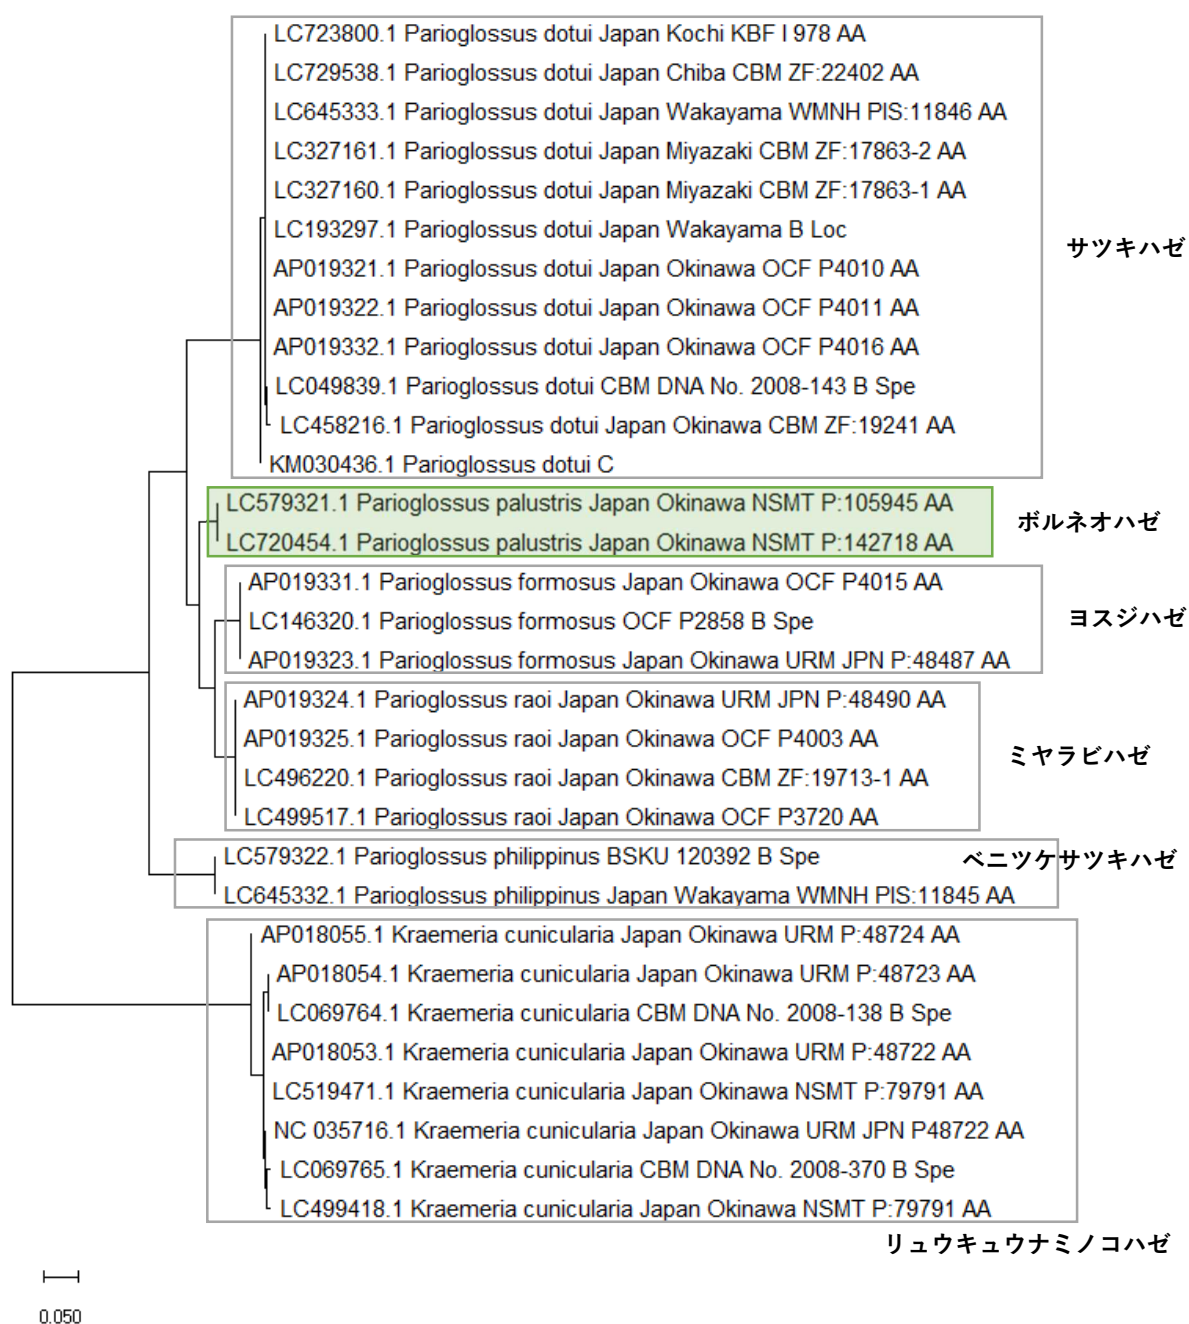 LC723800.1 Parioglossus dotui Japan Kochi KBF I 978 AA
LC729538.1 Parioglossus dotui Japan Chiba CBM ZF:22402 AA
LC645333.1 Parioglossus dotui Japan Wakayama WMNH PIS:11846 AA
LC327161.1 Parioglossus dotui Japan Miyazaki CBM ZF:17863-2 AA
LC327160.1 Parioglossus dotui Japan Miyazaki CBM ZF:17863-1 AA
LC193297.1 Parioglossus dotui Japan Wakayama B Loc
サツキハゼ
AP019321.1 Parioglossus dotui Japan Okinawa OCF P4010 AA
AP019322.1 Parioglossus dotui Japan Okinawa OCF P4011 AA
AP019332.1 Parioglossus dotui Japan Okinawa OCF P4016 AA
LC049839.1 Parioglossus dotui CBM DNA No. 2008-143 B Spe
LC458216.1 Parioglossus dotui Japan Okinawa CBM ZF:19241 AA
KM030436.1 Parioglossus dotui C
LC579321.1 Parioglossus palustris Japan Okinawa NSMT P:105945 AA
ボルネオハゼ
LC720454.1 Parioglossus palustris Japan Okinawa NSMT P:142718 AA
AP019331.1 Parioglossus formosus Japan Okinawa OCF P4015 AA
LC146320.1 Parioglossus formosus OCF P2858 B Spe
ヨスジハゼ
AP019323.1 Parioglossus formosus Japan Okinawa URM JPN P:48487 AA
AP019324.1 Parioglossus raoi Japan Okinawa URM JPN P:48490 AA
AP019325.1 Parioglossus raoi Japan Okinawa OCF P4003 AA
ミヤラビハゼ
LC496220.1 Parioglossus raoi Japan Okinawa CBM ZF:19713-1 AA
LC499517.1 Parioglossus raoi Japan Okinawa OCF P3720 AA
LC579322.1 Parioglossus philippinus BSKU 120392 B Spe
ベニツケサツキハゼ
LC645332.1 Parioglossus philippinus Japan Wakayama WMNH PIS:11845 AA
AP018055.1 Kraemeria cunicularia Japan Okinawa URM P:48724 AA
AP018054.1 Kraemeria cunicularia Japan Okinawa URM P:48723 AA
LC069764.1 Kraemeria cunicularia CBM DNA No. 2008-138 B Spe
AP018053.1 Kraemeria cunicularia Japan Okinawa URM P:48722 AA
LC519471.1 Kraemeria cunicularia Japan Okinawa NSMT P:79791 AA
NC 035716.1 Kraemeria cunicularia Japan Okinawa URM JPN P48722 AA
LC069765.1 Kraemeria cunicularia CBM DNA No. 2008-370 B Spe
LC499418.1 Kraemeria cunicularia Japan Okinawa NSMT P:79791 AA
リュウキュウナミノコハゼ
0.050